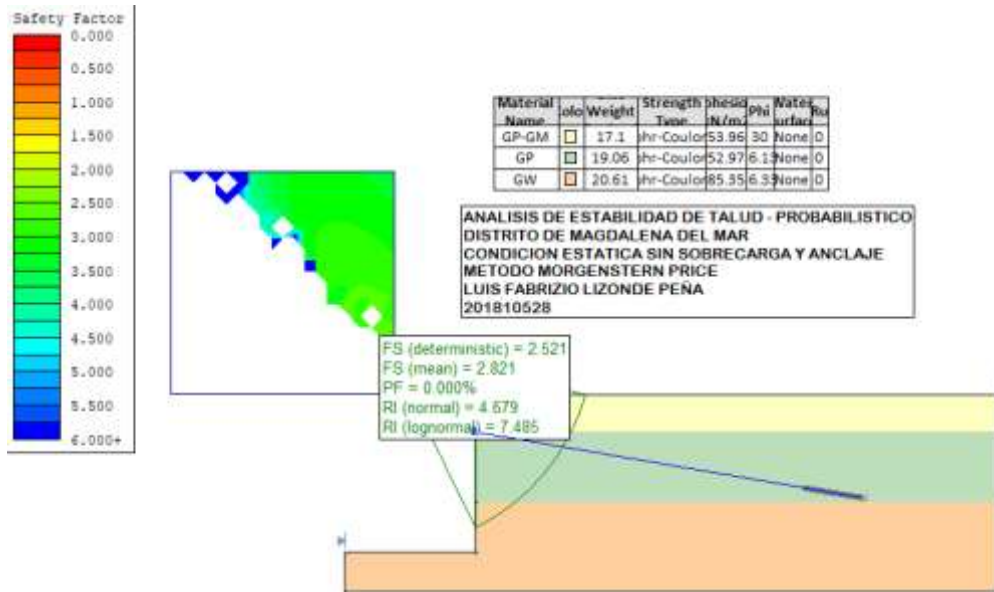 Safety Factor
0.000
0.500
1.000
1.500
2.000
2.500
3.000
3.500
4.000
4.500
5.000
5.500
6.000+
Material Name Weight Strength Type Phi Ru
GP-GM 17.1 53.96 30 None 0
GP 19.06 52.97 None 0
GW 20.61 85.35 None 0
ANALISIS DE ESTABILIDAD DE TALUD - PROBABILISTICO
DISTRITO DE MAGDALENA DEL MAR
CONDICION ESTATICA SIN SOBRECARGA Y ANCLAJE
METODO MORGENSTERN PRICE
LUIS FABRIZIO LIZONDE PEÑA
201810528
FS (deterministic) = 2.521
FS (mean) = 2.821
PF = 0.000%
RI (normal) = 4.679
RI (lognormal) = 7.485